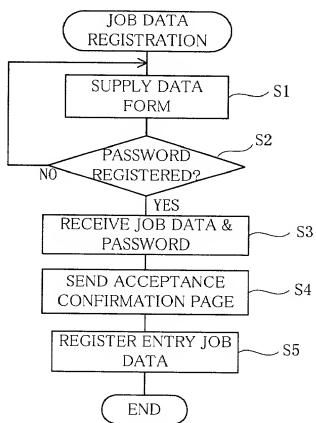 JOB DATA
REGISTRATION
SUPPLY DATA
FORM
S1
S2
PASSWORD
REGISTERED?
NO
YES
RECEIVE JOB DATA &
PASSWORD
S3
SEND ACCEPTANCE
CONFIRMATION PAGE
S4
REGISTER ENTRY JOB
DATA
S5
END